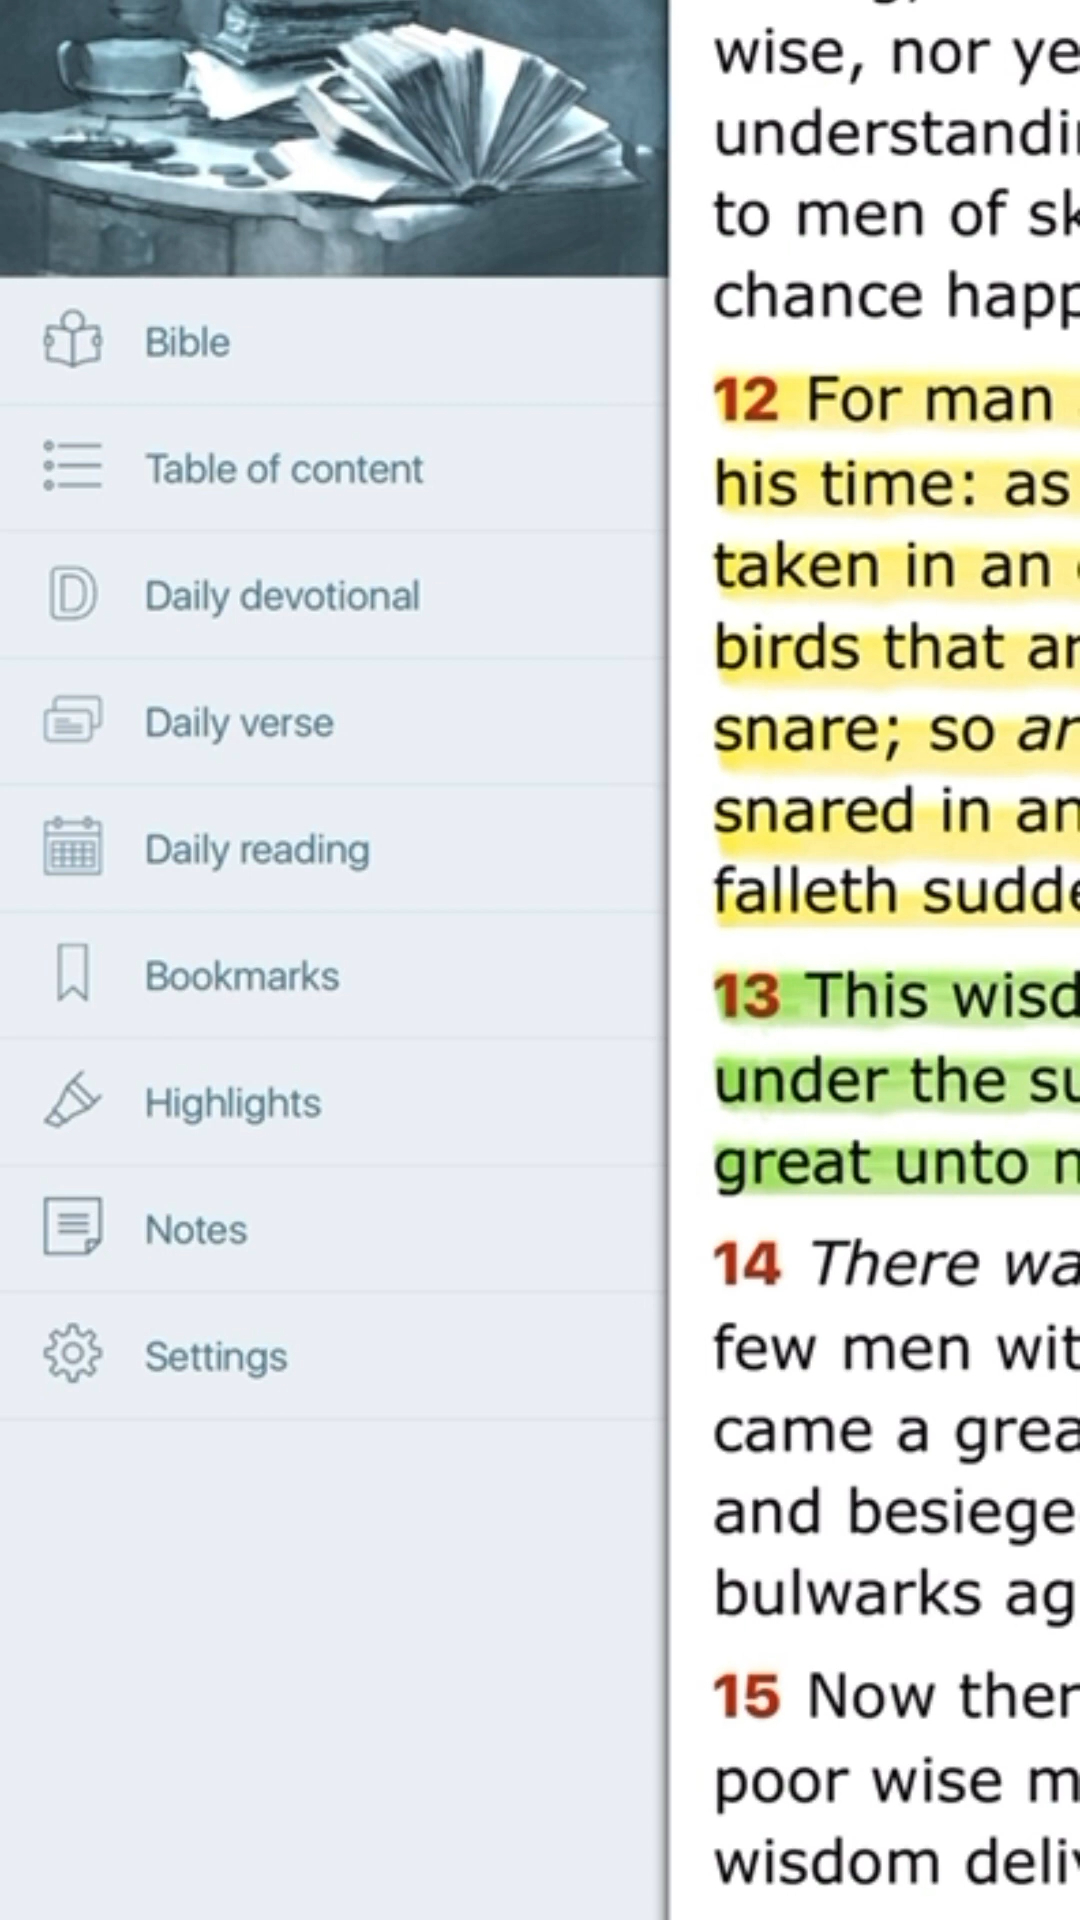 Bible
Table of content
Daily devotional
Daily verse
Daily reading
Bookmarks
Highlights
Notes
Settings
wise, nor ye
understandi
to men of sk
chance happ
12 For man
his time: as
taken in an
birds that ar
snare; so ar
snared in an
falleth sudde
13 This wisd
under the su
great unto n
14 There wa
few men wit
came a grea
and besiege
bulwarks ag
15 Now ther
poor wise m
wisdom deliv